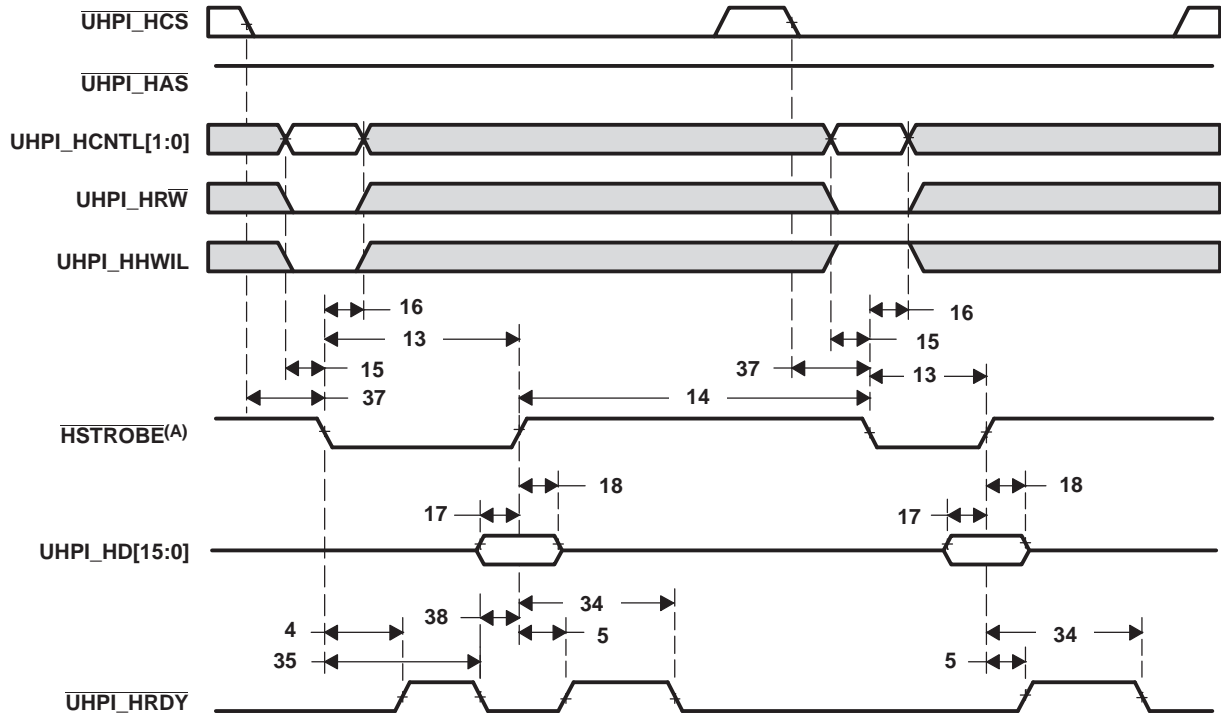 UHPI_HCS
UHPI_HAS
UHPI_HCNTL[1:0]
UHPI_HRW
UHPI_HHWIL
16
16
13
15
15
37
13
37
14
HSTROBE(A)
18
18
17
17
UHPI_HD[15:0]
34
38
4
5
34
35
5
UHPI_HRDY